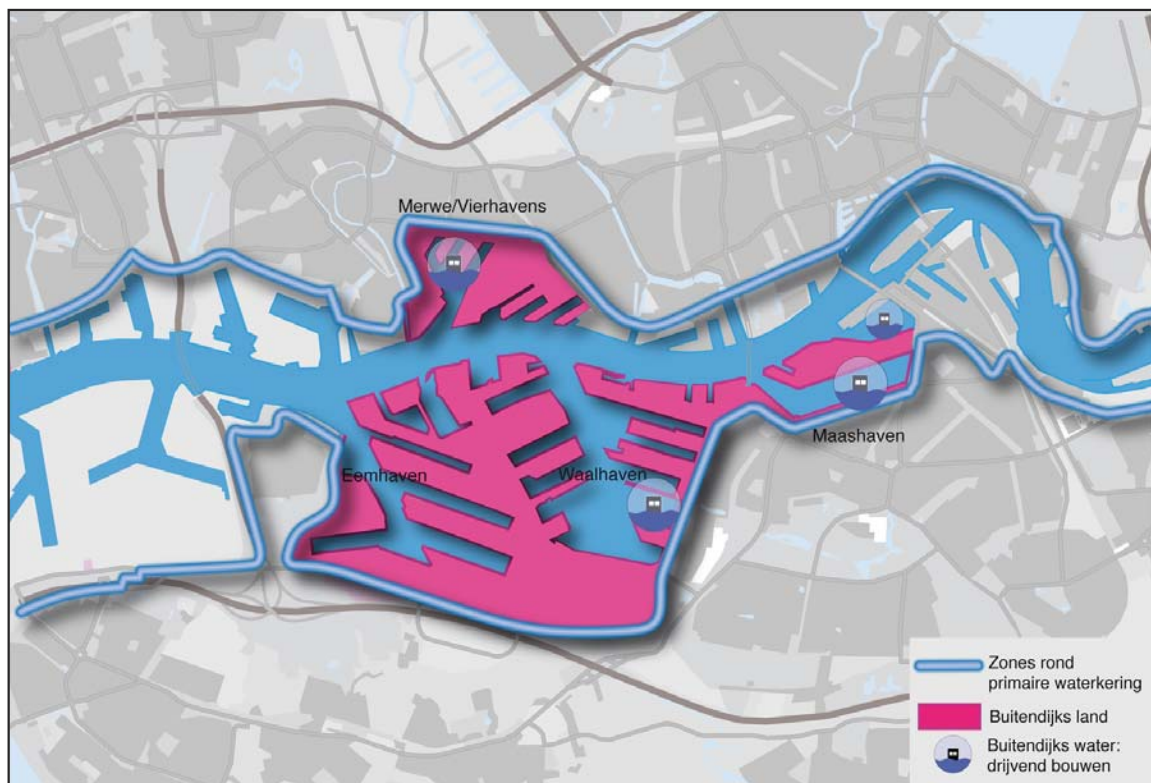 Merwe/Vierhavens
Maashaven
Eemhaven
Waalhaven
Zones rond
primaire waterkering
Buitendijks land
Buitendijks water:
drijvend bouwen